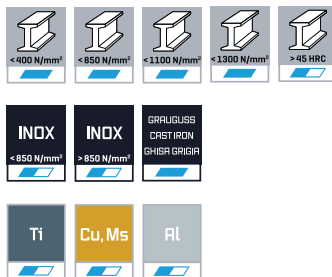 <400 N/mm² <850 N/mm² <1100 N/mm² <1300 N/mm² >45 HRC
INOX INOX GRAUGUSS
CAST IRON
GHISA GRIGIA
<850 N/mm² >850 N/mm²
Ti Cu, Ms Al